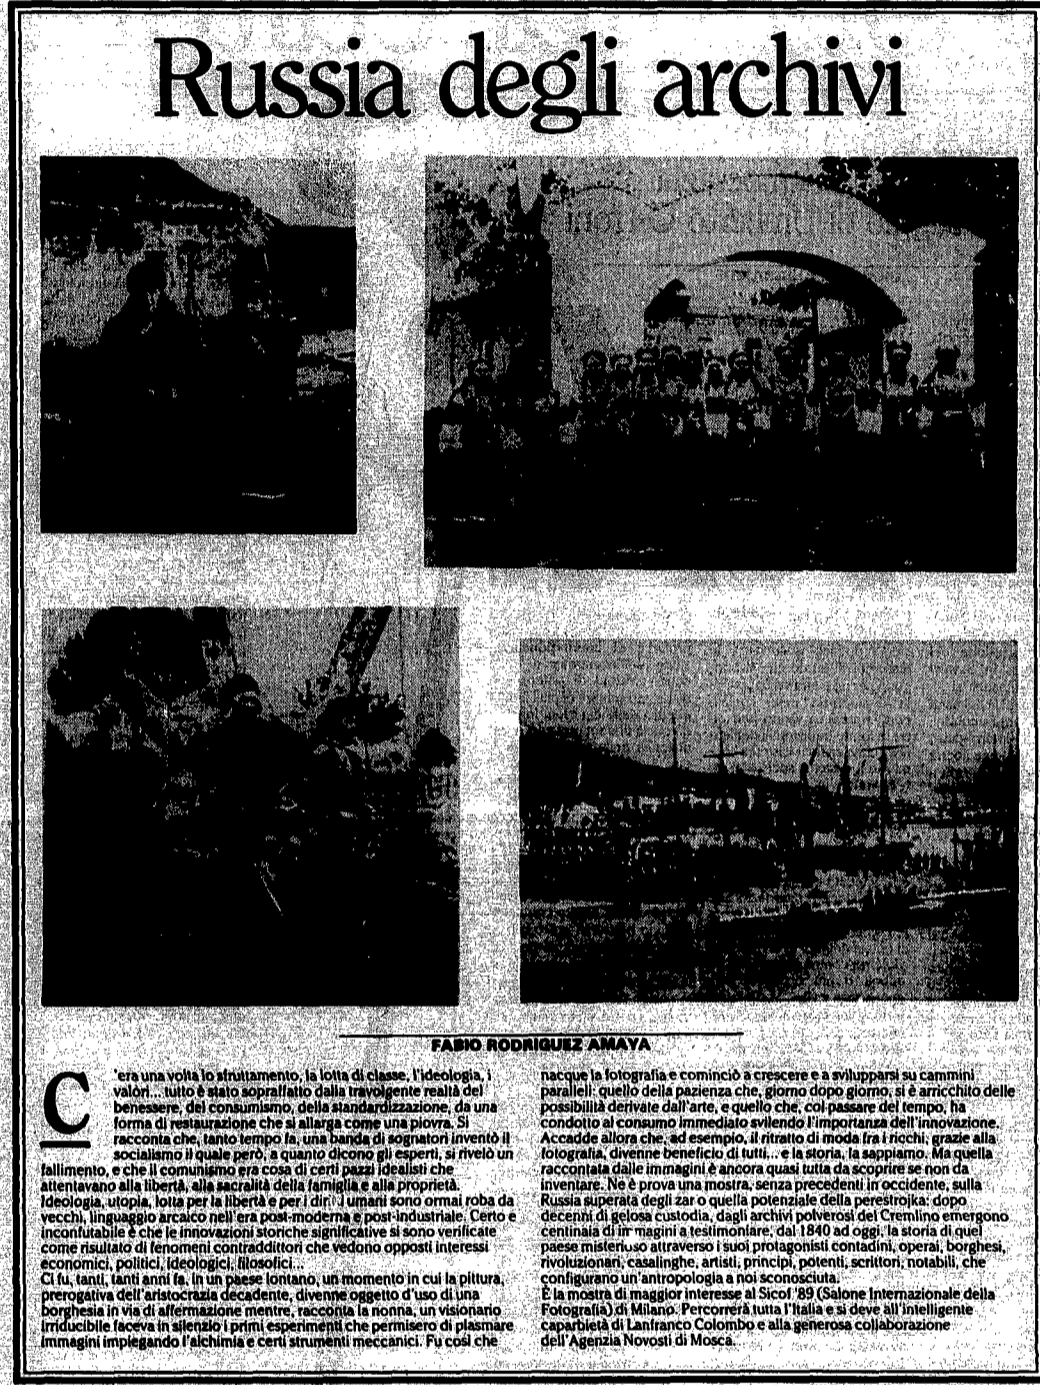 Russia degli archivi
FABIO RODRIGUEZ AMAYA
C'era una volta lo sfruttamento, la lotta di classe, l'ideologia, i
valori... tutto è stato sopraffatto dalla travolgente realtà del
benessere, del consumismo, della standardizzazione, da una
forma di restaurazione che si allarga come una piovra. Si
racconta che, tanto tempo fa, una banda di sognatori inventò il
socialismo il quale però, a quanto dicono gli esperti, si rivelò un
fallimento, e che il comunismo era cosa di certi pazzi idealisti che
attentavano alla libertà, alla sacralità della famiglia e alla proprietà.
Ideologia, utopia, lotta per la libertà e per i diritti umani sono ormai roba da
vecchi, linguaggio arcaico nell'era post-moderna e post-industriale. Certo e
inconfutabile è che le innovazioni storiche significative si sono verificate
come risultato di fenomeni contraddittori che vedono opposti interessi
economici, politici, ideologici, filosofici...
Ci fu, tanti, tanti anni fa, in un paese lontano, un momento in cui la pittura,
prerogativa dell'aristocrazia decadente, divenne oggetto d'uso di una
borghesia in via di affermazione mentre, racconta la nonna, un visionario
irriducibile faceva in silenzio i primi esperimenti che permisero di plasmare
immagini impiegando l'alchimia e certi strumenti meccanici. Fu così che
nacque la fotografia e cominciò a crescere e a svilupparsi su cammini
paralleli: quello della pazienza che, giorno dopo giorno, si è arricchito delle
possibilità derivate dall'arte, e quello che, col passare del tempo, ha
condotto al consumo immediato svilendo l'importanza dell'innovazione.
Accadde allora che, ad esempio, il ritratto di moda fra i ricchi, grazie alla
fotografia, divenne beneficio di tutti... e la storia, la sappiamo. Ma quella
raccontata dalle immagini è ancora quasi tutta da scoprire se non da
inventare. Ne è prova una mostra, senza precedenti in occidente, sulla
Russia superata degli zar o quella potenziale della perestrojka: dopo
decenni di gelosa custodia, dagli archivi polverosi del Cremlino emergono
centinaia di immagini a testimoniare, dal 1840 ad oggi, la storia di quel
paese misterioso attraverso i suoi protagonisti contadini, operai, borghesi,
rivoluzionari, casalinghe, artisti, principi, potenti, scrittori, notabili, che
configurano un'antropologia a noi sconosciuta.
È la mostra di maggior interesse al Sicof '89 (Salone Internazionale della
Fotografia) di Milano. Percorrerà tutta l'Italia e si deve all'intelligente
caparbietà di Lanfranco Colombo e alla generosa collaborazione
dell'Agenzia Novosti di Mosca.